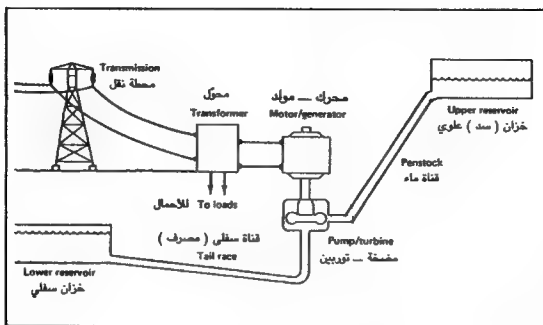 Transmission
محطة نقل
محول
Transformer
محرك — مولد
Motor/generator
Upper reservoir
خزان ( سد ) علوي
Penstock
قناة ماء
للأحمال To loads
قناة سفلى ( مصرف )
Tail race
Pump/turbine
مضخة — توربين
Lower reservoir
خزان سفلي